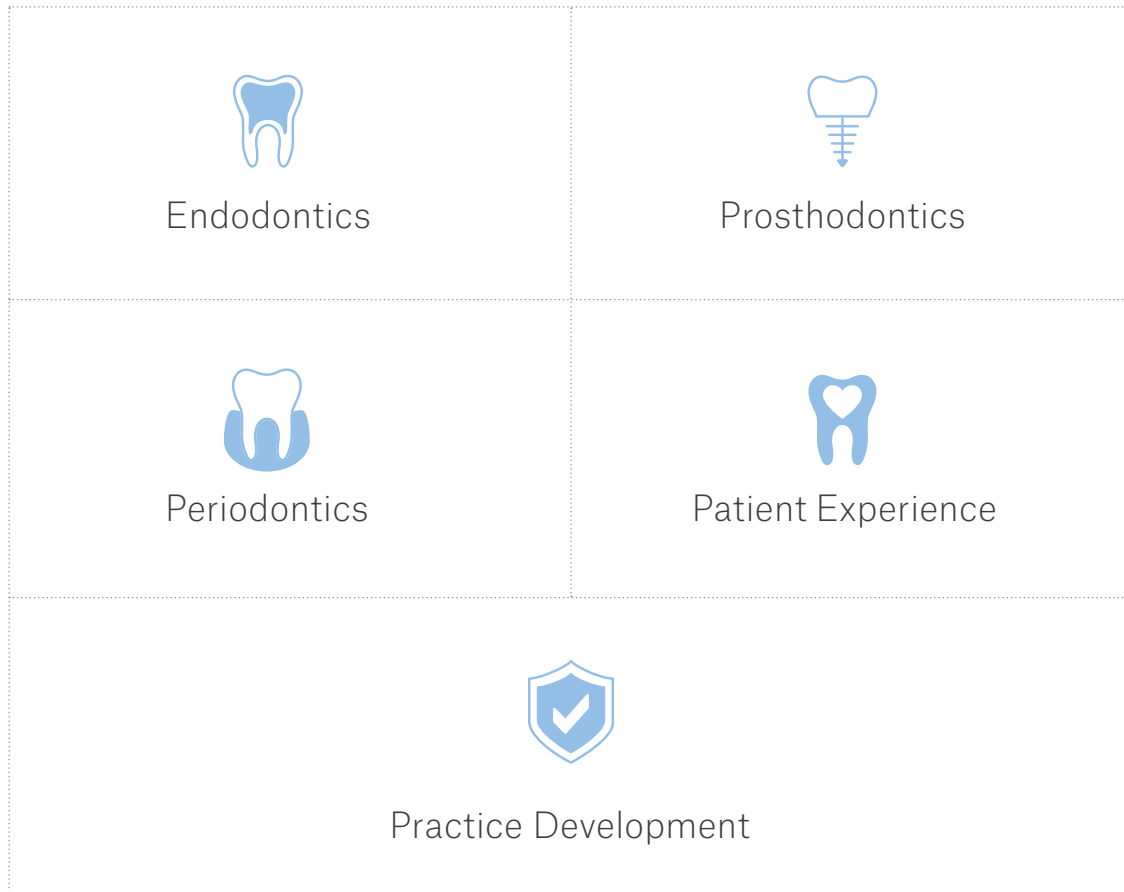 Endodontics
Prosthodontics
Periodontics
Patient Experience
Practice Development